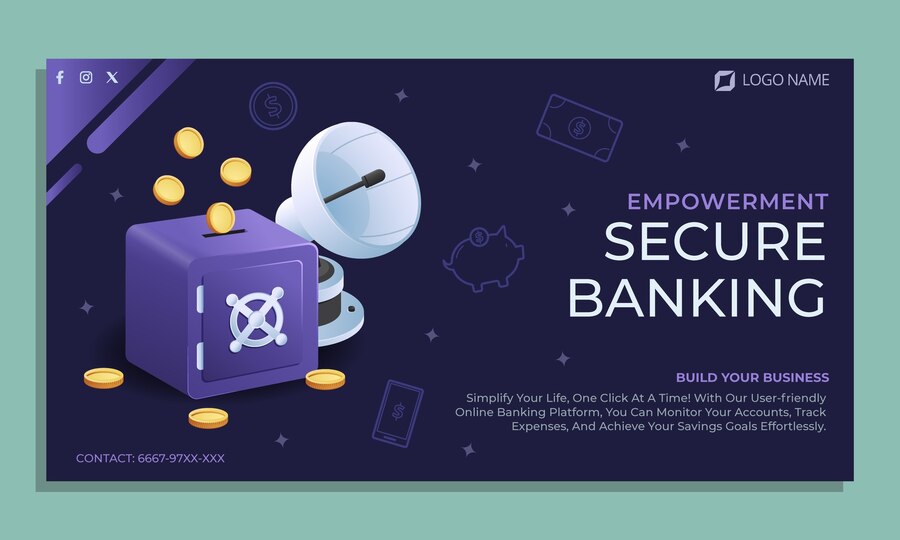 LOGO NAME
EMPOWERMENT
SECURE
BANKING
BUILD YOUR BUSINESS
Simplify Your Life, One Click At A Time! With Our User-friendly
Online Banking Platform, You Can Monitor Your Accounts, Track
Expenses, And Achieve Your Savings Goals Effortlessly.
CONTACT: 6667-97XX-XXX